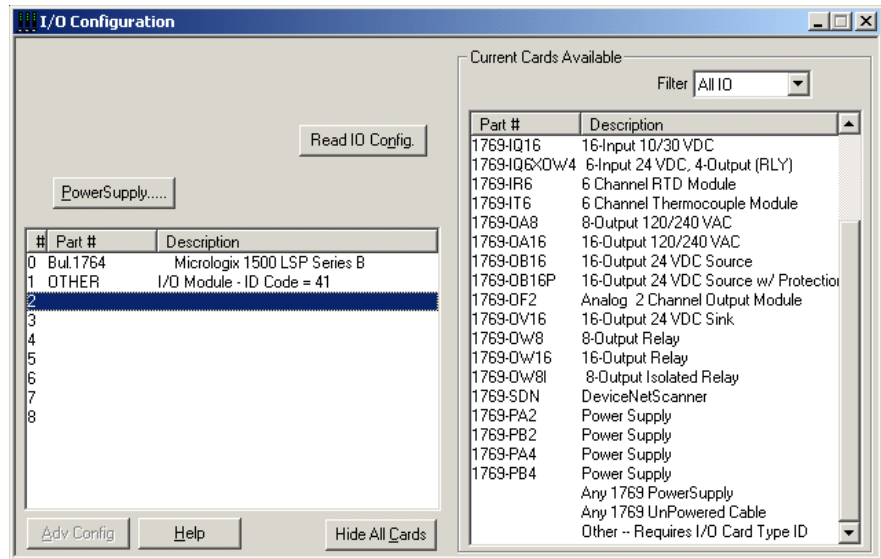 I/O Configuration
Read IO Config.
PowerSupply.....
# Part # Description
0 Bul.1764 Micrologix 1500 LSP Series B
1 OTHER I/O Module - ID Code = 41
2
3
4
5
6
7
8
Adv Config Help Hide All Cards
Current Cards Available
Filter All IO
Part # Description
1769-IQ16 16-Input 10/30 VDC
1769-IQ6XOW4 6-Input 24 VDC, 4-Output (RLY)
1769-IR6 6 Channel RTD Module
1769-IT6 6 Channel Thermocouple Module
1769-OA8 8-Output 120/240 VAC
1769-OA16 16-Output 120/240 VAC
1769-OB16 16-Output 24 VDC Source
1769-OB16P 16-Output 24 VDC Source w/ Protection
1769-OF2 Analog 2 Channel Output Module
1769-OV16 16-Output 24 VDC Sink
1769-OW8 8-Output Relay
1769-OW16 16-Output Relay
1769-OW8I 8-Output Isolated Relay
1769-SDN DeviceNetScanner
1769-PA2 Power Supply
1769-PB2 Power Supply
1769-PA4 Power Supply
1769-PB4 Power Supply
Any 1769 PowerSupply
Any 1769 UnPowered Cable
Other -- Requires I/O Card Type ID